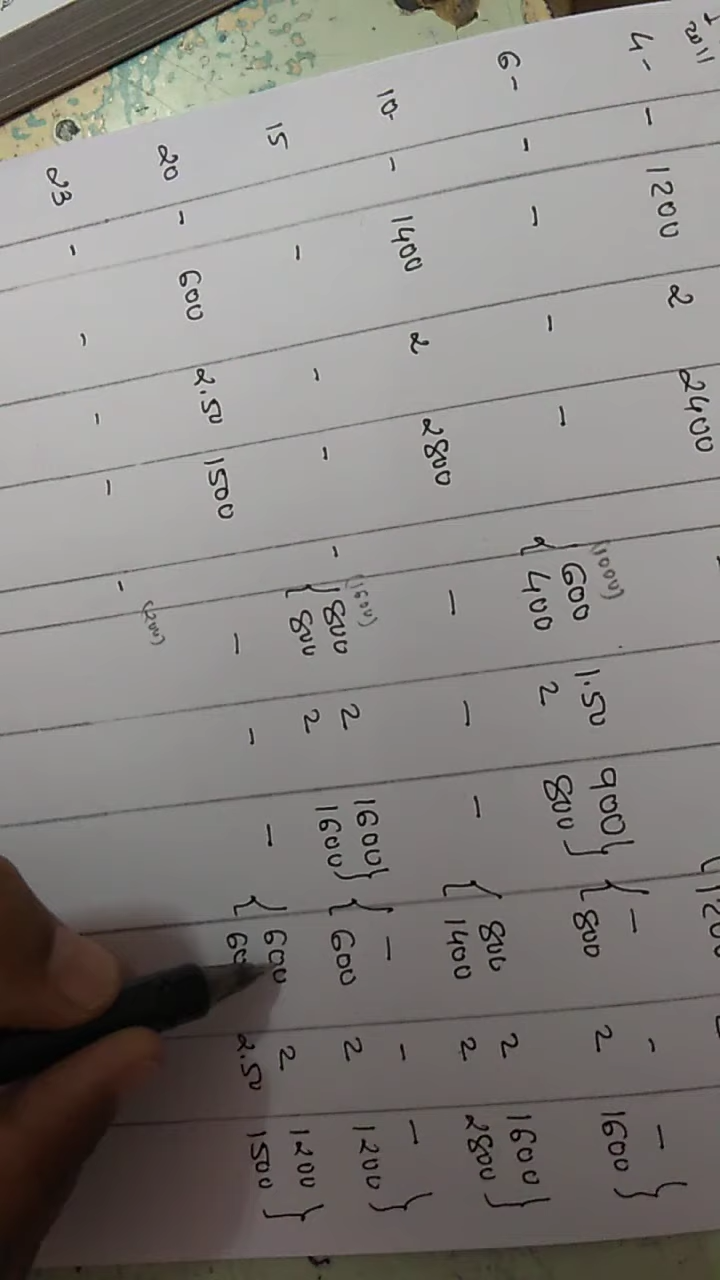 2011
4- - 1200 2 2400
6- - - - - (1000)
{ 600 1.50 900 } { -  -  - }
400 2 800 800 2 1600
10- - 1400 2 2800 - - - { 800 2 1600 }
1400 2 2800
15 - - - - (1600)
{ 800 2 1600 } { - - - }
800 2 1600 600 2 1200
20 - 600 2.50 1500 - - - { 600 2 1200 }
2.50 1500
23 - - - - -